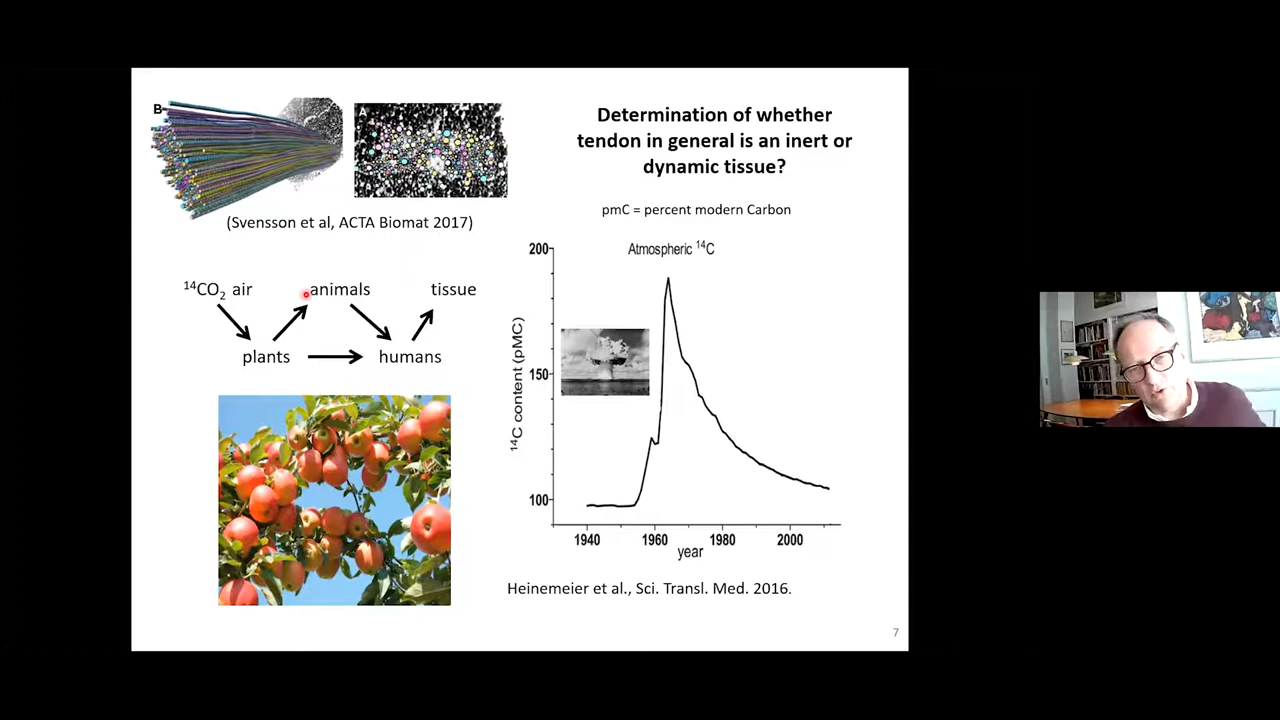 B
A
(Svensson et al, ACTA Biomat 2017)
Determination of whether
tendon in general is an inert or
dynamic tissue?
pmC = percent modern Carbon
¹⁴CO₂ air
animals
tissue
plants
humans
Atmospheric ¹⁴C
¹⁴C content (pMC)
200
150
100
1940
1960
1980
2000
year
Heinemeier et al., Sci. Transl. Med. 2016.
7